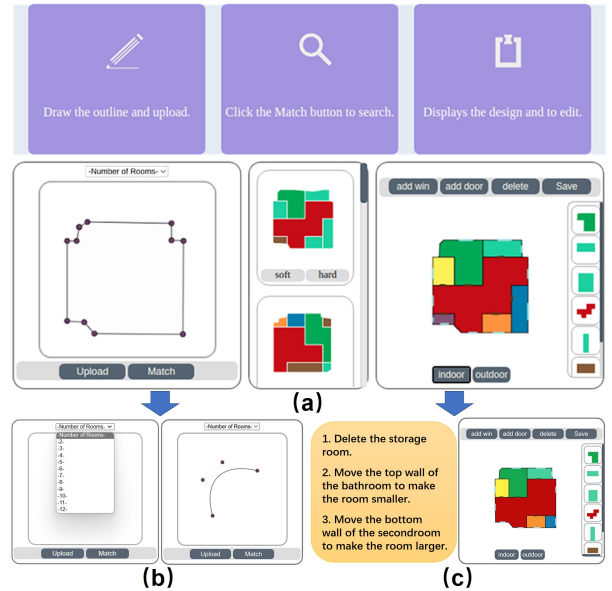 Draw the outline and upload.
Click the Match button to search.
Displays the design and to edit.
-Number of Rooms-
Upload
Match
soft
hard
add win
add door
delete
Save
indoor
outdoor
(a)
-Number of Rooms-
-Number of Rooms-
-2-
-3-
-4-
-5-
-6-
-7-
-8-
-9-
-10-
-11-
-12-
Upload
Match
-Number of Rooms-
Upload
Match
(b)
1. Delete the storage
room.
2. Move the top wall of
the bathroom to make
the room smaller.
3. Move the bottom
wall of the secondroom
to make the room larger.
add win
add door
delete
Save
indoor
outdoor
(c)